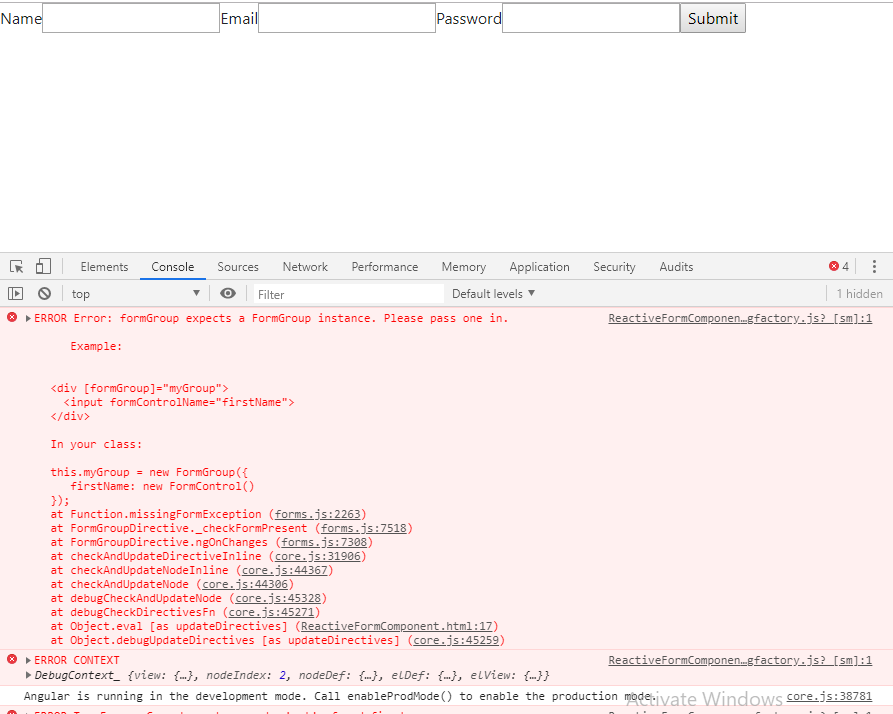 Name Email Password Submit
Elements Console Sources Network Performance Memory Application Security Audits 4
top Filter Default levels 1 hidden
ERROR Error: formGroup expects a FormGroup instance. Please pass one in. ReactiveFormComponen…gfactory.js? [sm]:1
Example:
<div [formGroup]="myGroup">
<input formControlName="firstName">
</div>
In your class:
this.myGroup = new FormGroup({
firstName: new FormControl()
});
at Function.missingFormException (forms.js:2263)
at FormGroupDirective._checkFormPresent (forms.js:7518)
at FormGroupDirective.ngOnChanges (forms.js:7308)
at checkAndUpdateDirectiveInline (core.js:31906)
at checkAndUpdateNodeInline (core.js:44367)
at checkAndUpdateNode (core.js:44306)
at debugCheckAndUpdateNode (core.js:45328)
at debugCheckDirectivesFn (core.js:45271)
at Object.eval [as updateDirectives] (ReactiveFormComponent.html:17)
at Object.debugUpdateDirectives [as updateDirectives] (core.js:45259)
ERROR CONTEXT ReactiveFormComponen…gfactory.js? [sm]:1
DebugContext_ {view: {…}, nodeIndex: 2, nodeDef: {…}, elDef: {…}, elView: {…}}
Angular is running in the development mode. Call enableProdMode() to enable the production mode. core.js:38781
Activate Windows